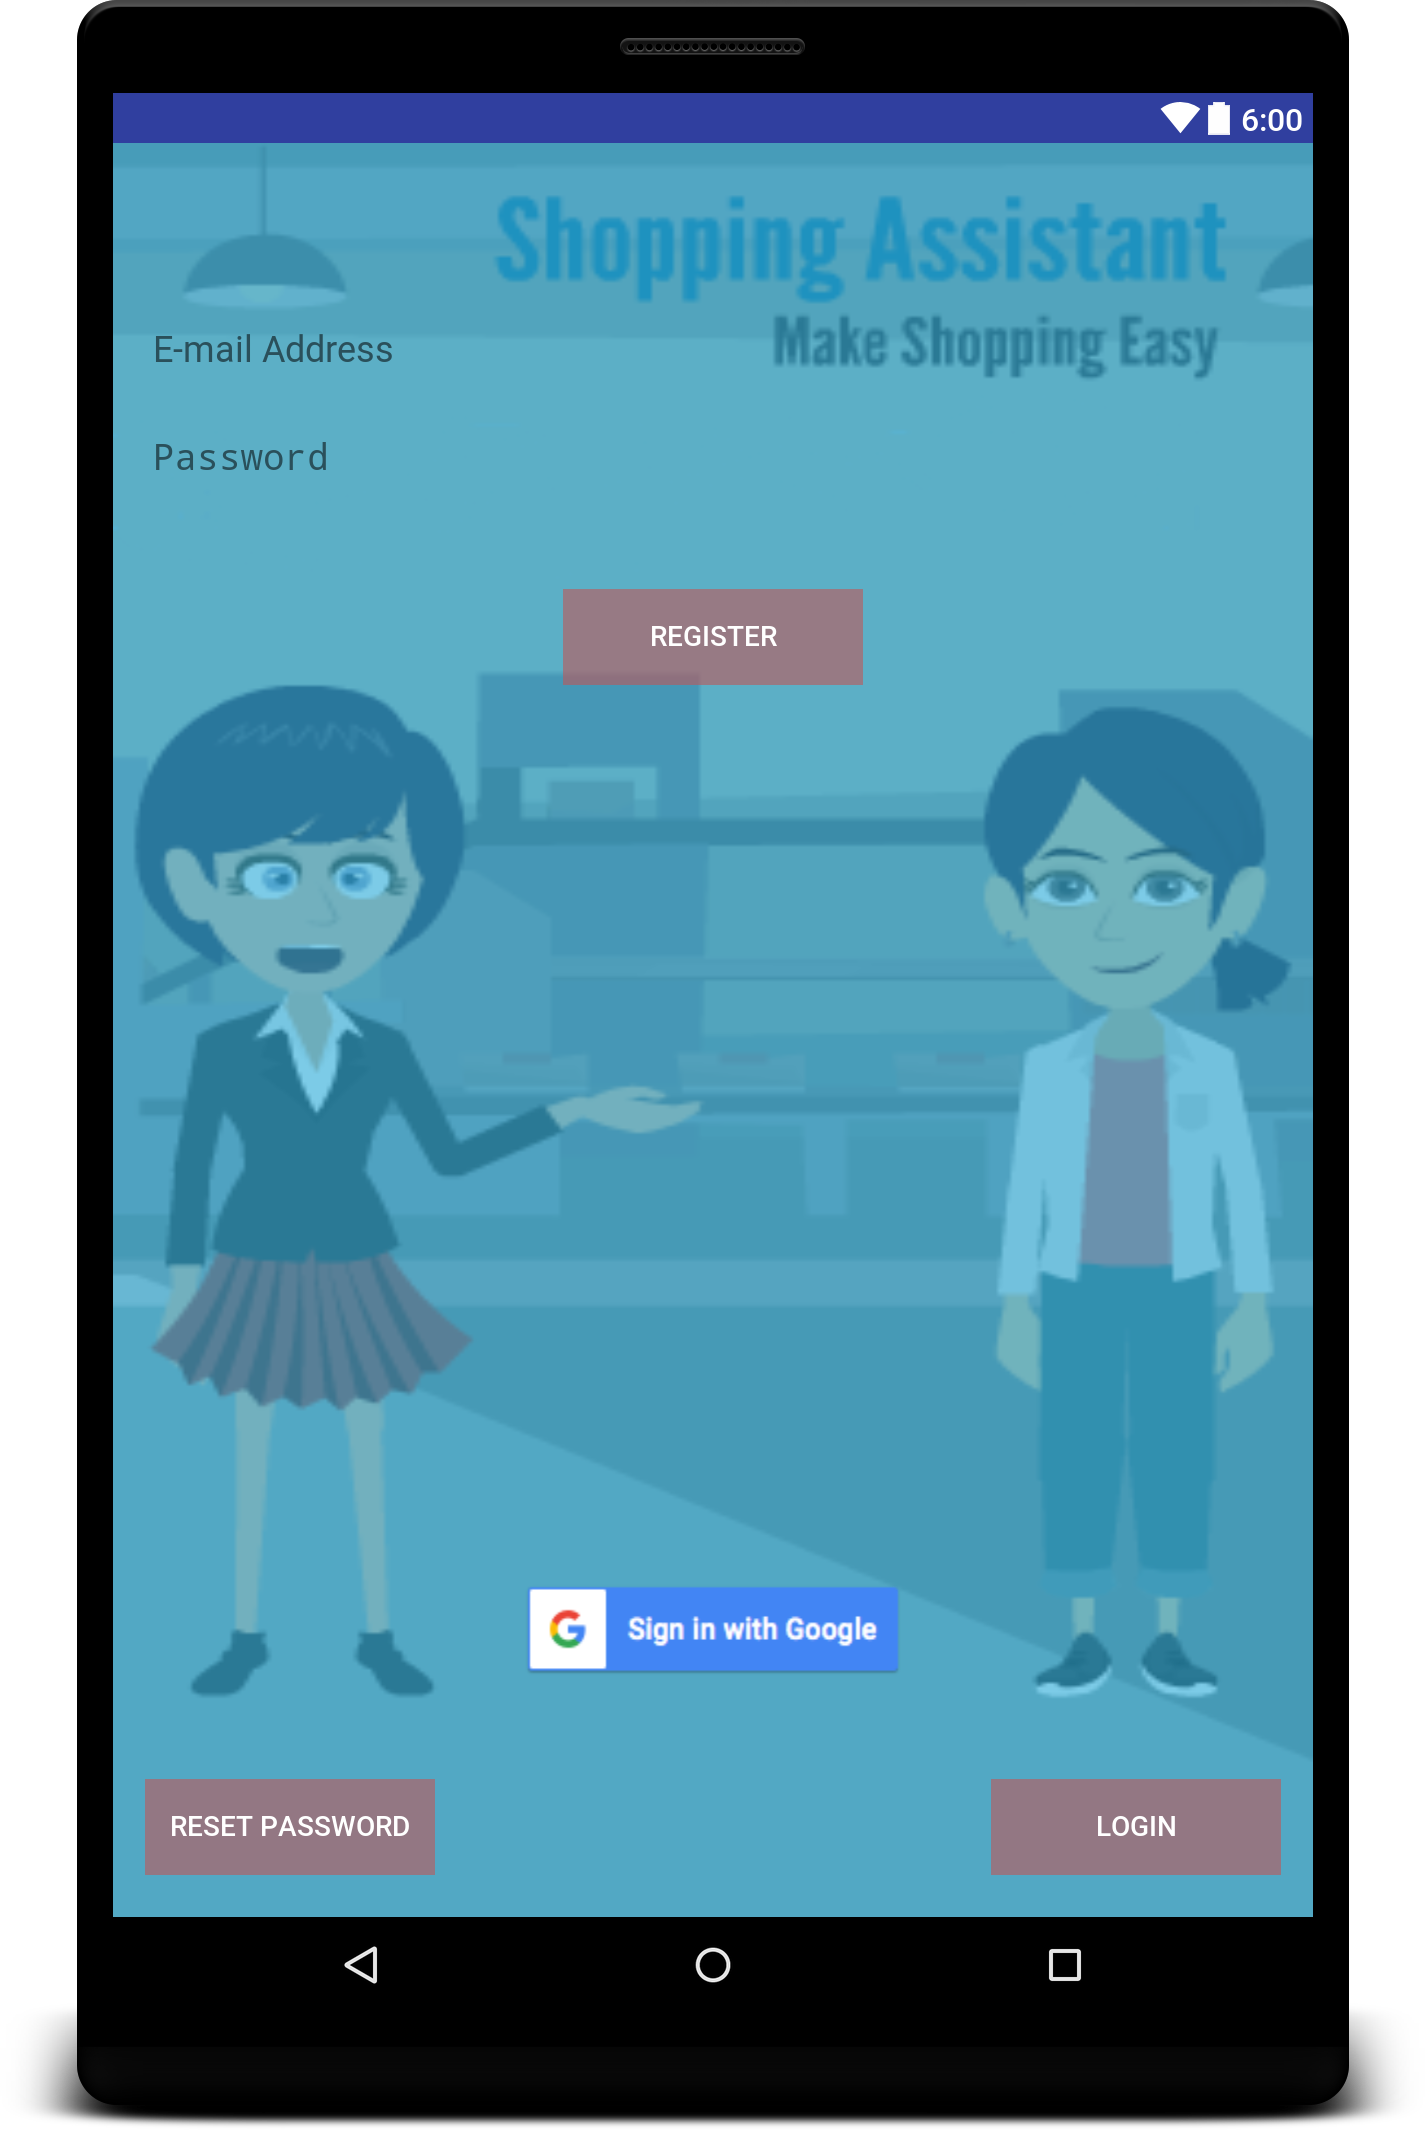 6:00
Shopping Assistant
Make Shopping Easy
E-mail Address
Password
REGISTER
Sign in with Google
RESET PASSWORD
LOGIN